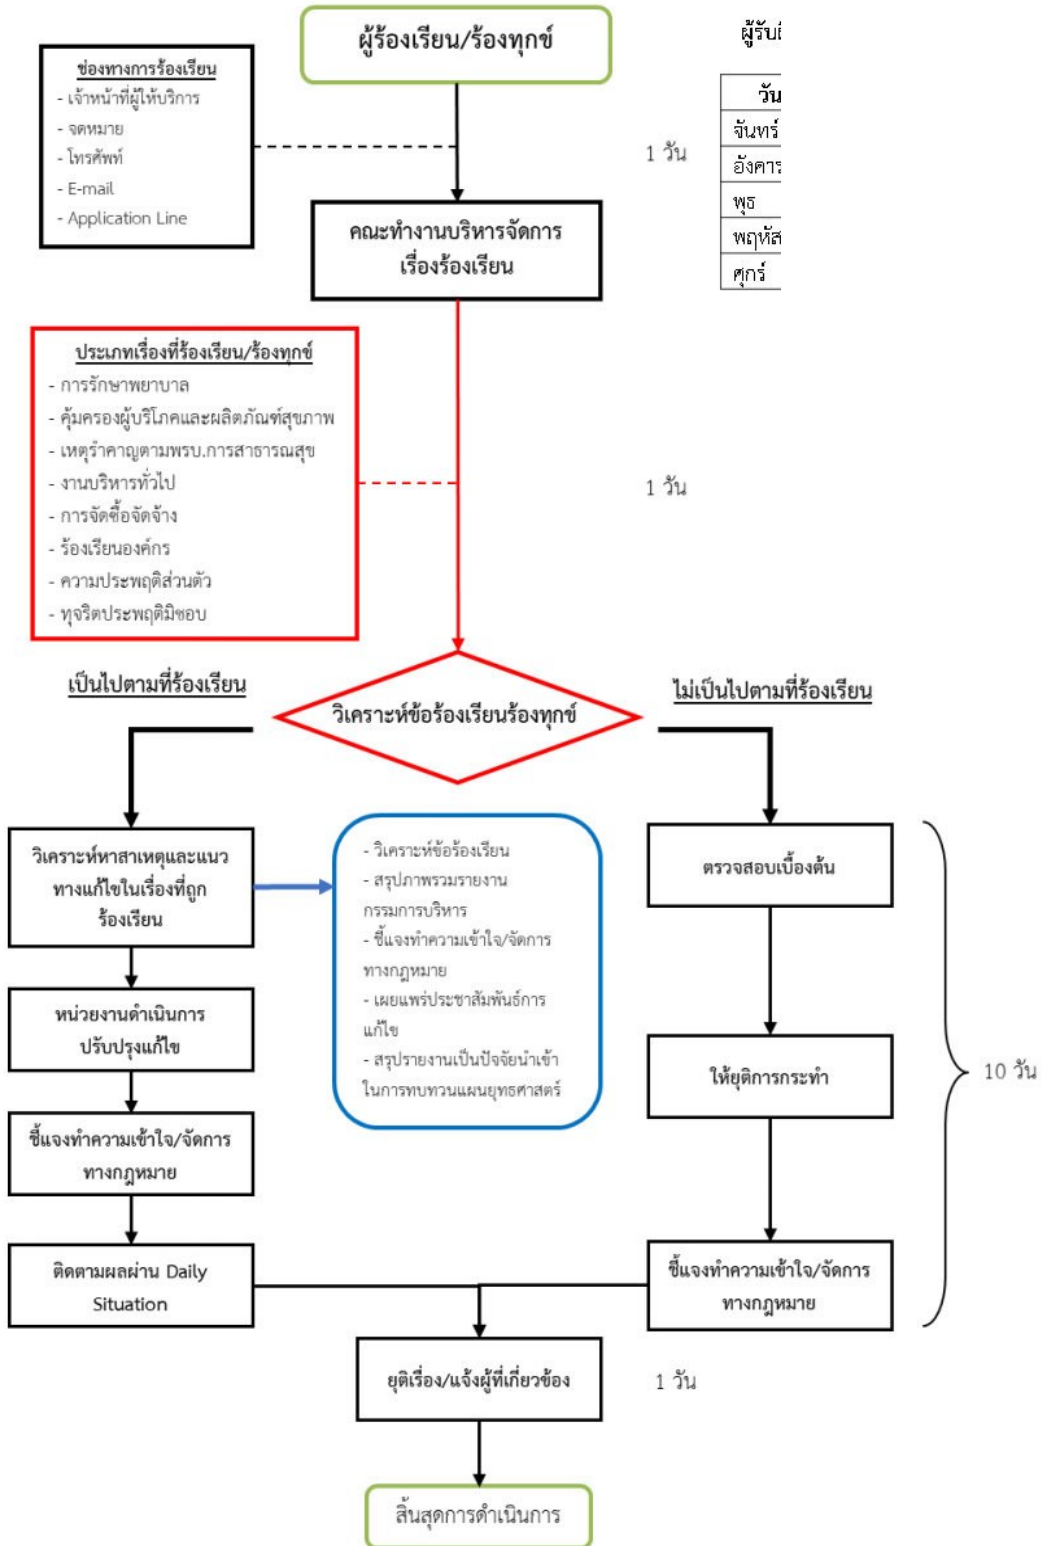 ผู้ร้องเรียน/ร้องทุกข์
ช่องทางการร้องเรียน
- เจ้าหน้าที่ผู้ให้บริการ
- จดหมาย
- โทรศัพท์
- E-mail
- Application Line
1 วัน
วัน
จันทร์
อังคาร
พุธ
พฤหัส
ศุกร์
คณะทำงานบริหารจัดการ
เรื่องร้องเรียน
ประเภทเรื่องที่ร้องเรียน/ร้องทุกข์
- การรักษาพยาบาล
- คุ้มครองผู้บริโภคและผลิตภัณฑ์สุขภาพ
- เหตุรำคาญตามพรบ.การสาธารณสุข
- งานบริหารทั่วไป
- การจัดซื้อจัดจ้าง
- ร้องเรียนองค์กร
- ความประพฤติส่วนตัว
- ทุจริตประพฤติมิชอบ
1 วัน
เป็นไปตามที่ร้องเรียน
วิเคราะห์ข้อร้องเรียนร้องทุกข์
ไม่เป็นไปตามที่ร้องเรียน
วิเคราะห์หาสาเหตุและแนว
ทางแก้ไขในเรื่องที่ถูก
ร้องเรียน
หน่วยงานดำเนินการ
ปรับปรุงแก้ไข
ชี้แจงทำความเข้าใจ/จัดการ
ทางกฎหมาย
ติดตามผลผ่าน Daily
Situation
- วิเคราะห์ข้อร้องเรียน
- สรุปภาพรวมรายงาน
กรรมการบริหาร
- ชี้แจงทำความเข้าใจ/จัดการ
ทางกฎหมาย
- เผยแพร่ประชาสัมพันธ์การ
แก้ไข
- สรุปรายงานเป็นปัจจัยนำเข้า
ในการทบทวนแผนยุทธศาสตร์
ตรวจสอบเบื้องต้น
ให้ยุติการกระทำ
ชี้แจงทำความเข้าใจ/จัดการ
ทางกฎหมาย
10 วัน
ยุติเรื่อง/แจ้งผู้ที่เกี่ยวข้อง
1 วัน
สิ้นสุดการดำเนินการ